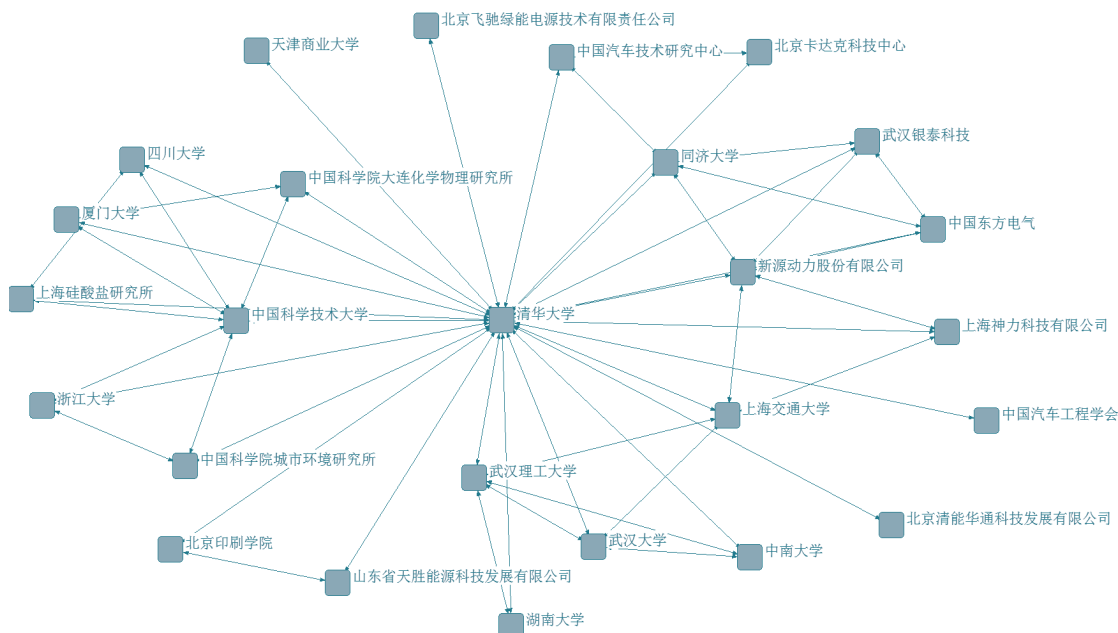 北京飞驰绿能电源技术有限责任公司
天津商业大学
中国汽车技术研究中心
北京卡达克科技中心
武汉银泰科技
四川大学
同济大学
中国科学院大连化学物理研究所
厦门大学
中国东方电气
新源动力股份有限公司
上海硅酸盐研究所
中国科学技术大学
清华大学
上海神力科技有限公司
浙江大学
上海交通大学
中国汽车工程学会
中国科学院城市环境研究所
武汉理工大学
北京清能华通科技发展有限公司
北京印刷学院
武汉大学
中南大学
山东省天胜能源科技发展有限公司
湖南大学